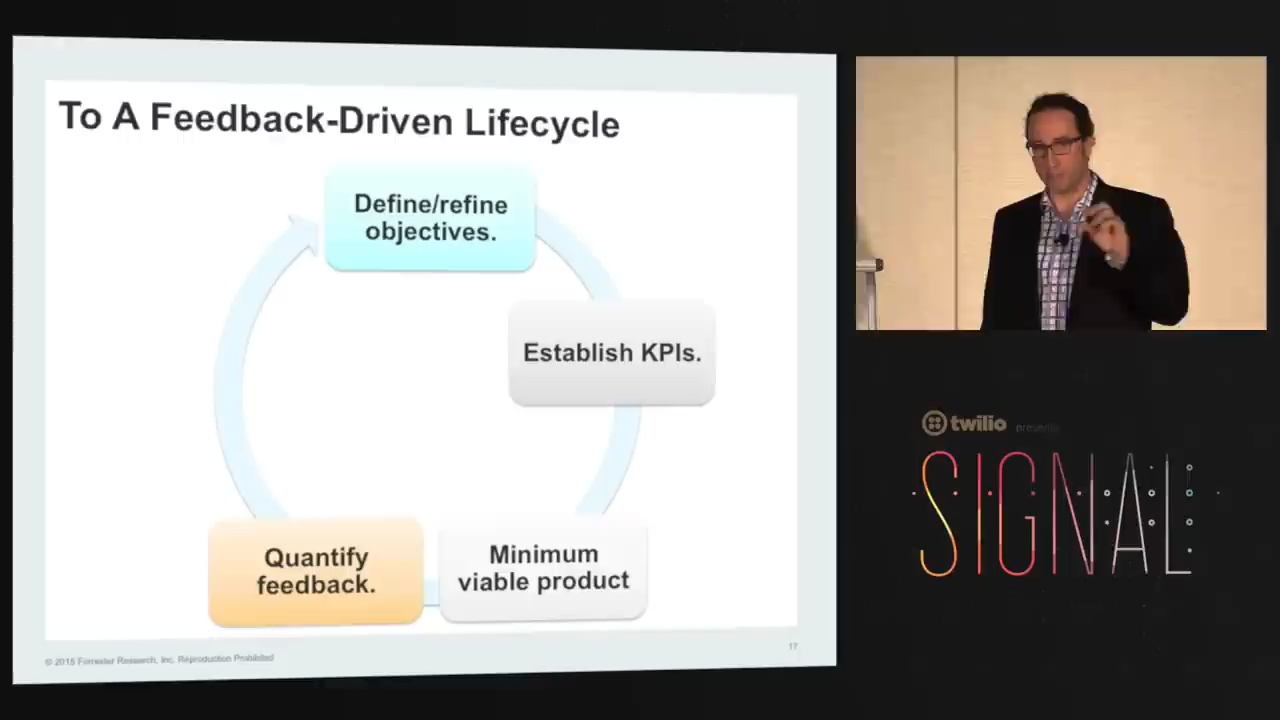 To A Feedback-Driven Lifecycle
Define/refine
objectives.
Establish KPIs.
Minimum
viable product
Quantify
feedback.
© 2015 Forrester Research, Inc. Reproduction Prohibited
17
twilio presents
SIGNAL